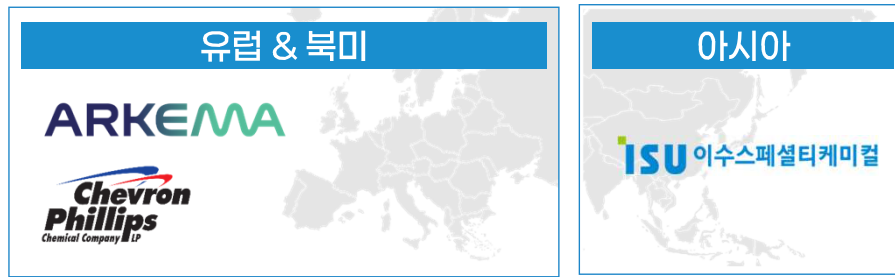 유럽 & 북미
ARKEMA
Chevron
Phillips
Chemical Company LP
아시아
ISU 이수스페셜티케미컬